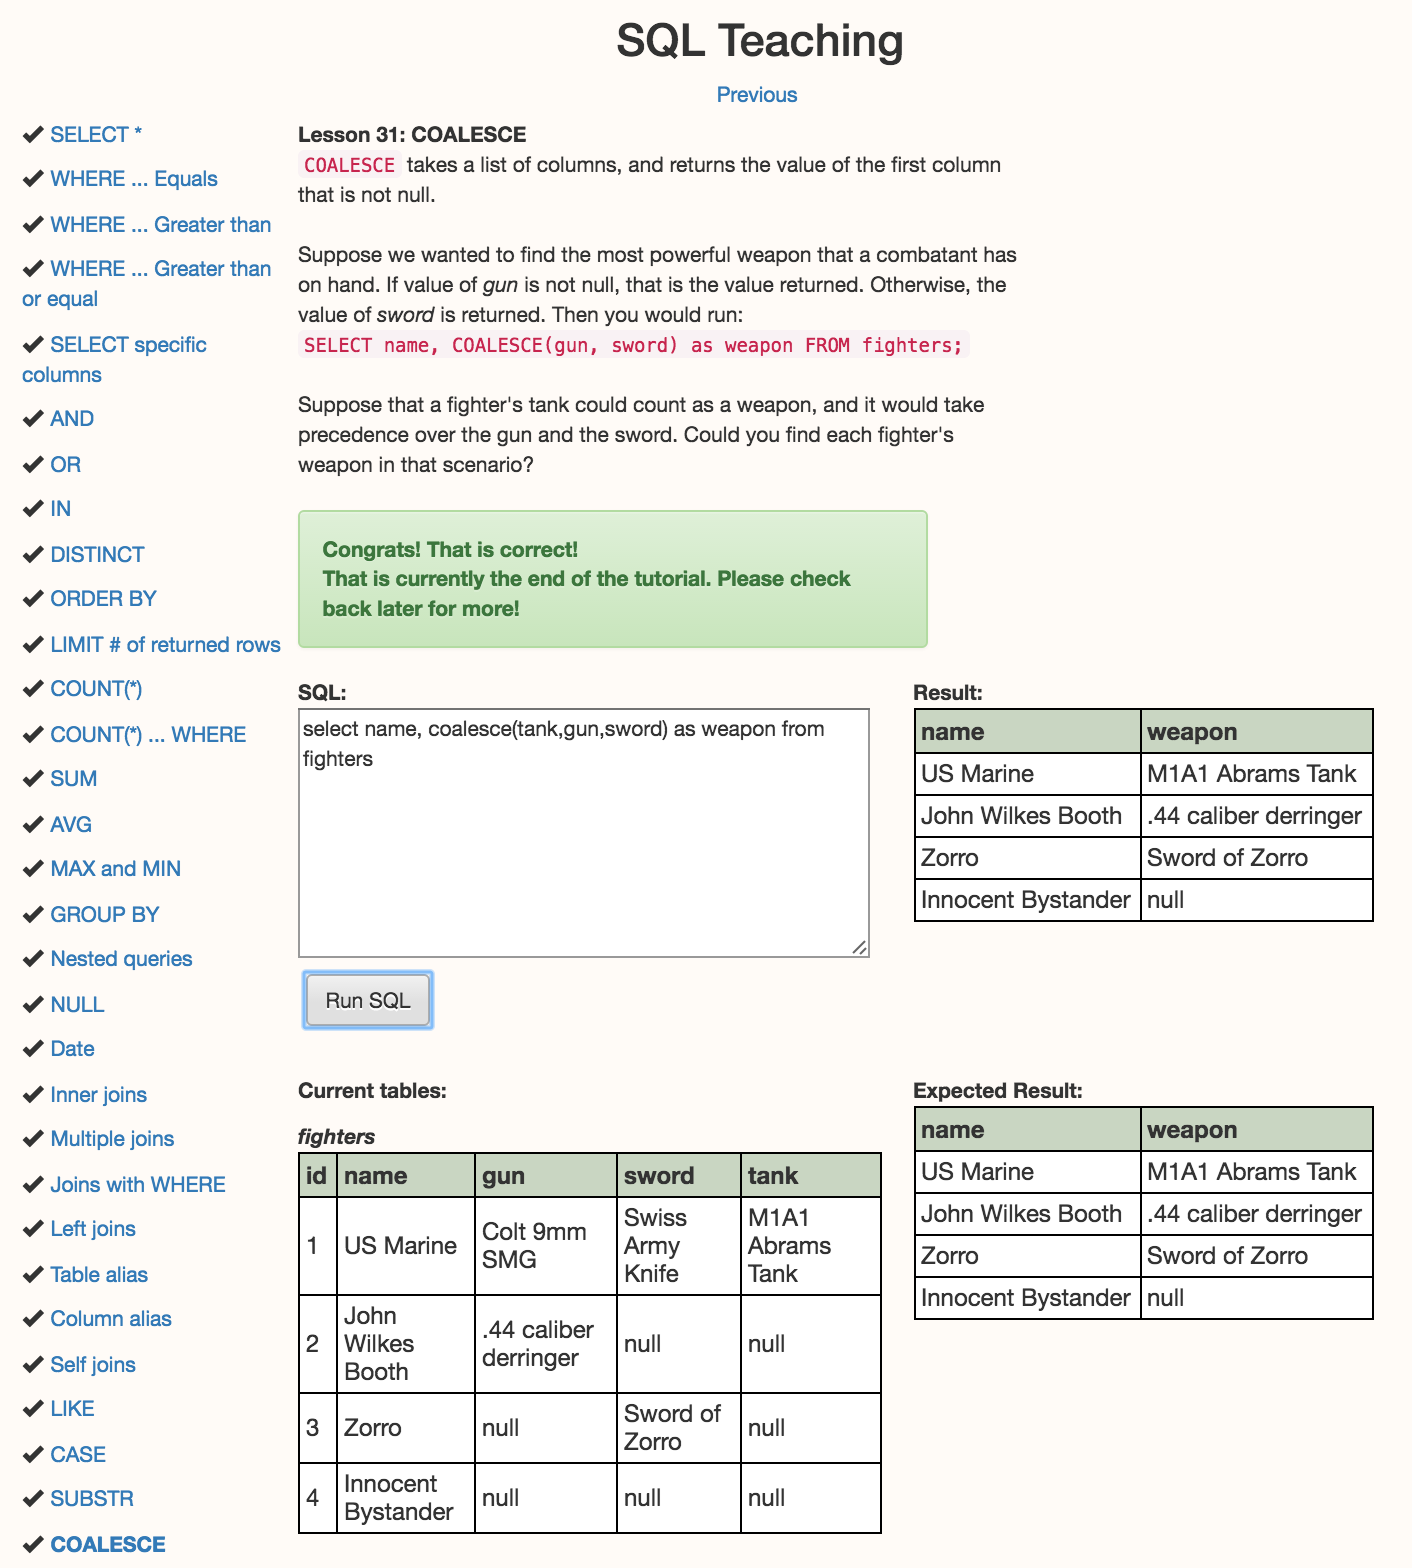 SQL Teaching
Previous
✔ SELECT *
✔ WHERE ... Equals
✔ WHERE ... Greater than
✔ WHERE ... Greater than
or equal
✔ SELECT specific
columns
✔ AND
✔ OR
✔ IN
✔ DISTINCT
✔ ORDER BY
✔ LIMIT # of returned rows
✔ COUNT(*)
✔ COUNT(*) ... WHERE
✔ SUM
✔ AVG
✔ MAX and MIN
✔ GROUP BY
✔ Nested queries
✔ NULL
✔ Date
✔ Inner joins
✔ Multiple joins
✔ Joins with WHERE
✔ Left joins
✔ Table alias
✔ Column alias
✔ Self joins
✔ LIKE
✔ CASE
✔ SUBSTR
✔ COALESCE
Lesson 31: COALESCE
COALESCE takes a list of columns, and returns the value of the first column
that is not null.
Suppose we wanted to find the most powerful weapon that a combatant has
on hand. If value of gun is not null, that is the value returned. Otherwise, the
value of sword is returned. Then you would run:
SELECT name, COALESCE(gun, sword) as weapon FROM fighters;
Suppose that a fighter's tank could count as a weapon, and it would take
precedence over the gun and the sword. Could you find each fighter's
weapon in that scenario?
Congrats! That is correct!
That is currently the end of the tutorial. Please check
back later for more!
SQL:
select name, coalesce(tank,gun,sword) as weapon from
fighters
Run SQL
Result:
name weapon
US Marine M1A1 Abrams Tank
John Wilkes Booth .44 caliber derringer
Zorro Sword of Zorro
Innocent Bystander null
Current tables:
fighters
id name gun sword tank
1 US Marine Colt 9mm SMG Swiss Army Knife M1A1 Abrams Tank
2 John Wilkes Booth .44 caliber derringer null null
3 Zorro null Sword of Zorro null
4 Innocent Bystander null null null
Expected Result:
name weapon
US Marine M1A1 Abrams Tank
John Wilkes Booth .44 caliber derringer
Zorro Sword of Zorro
Innocent Bystander null